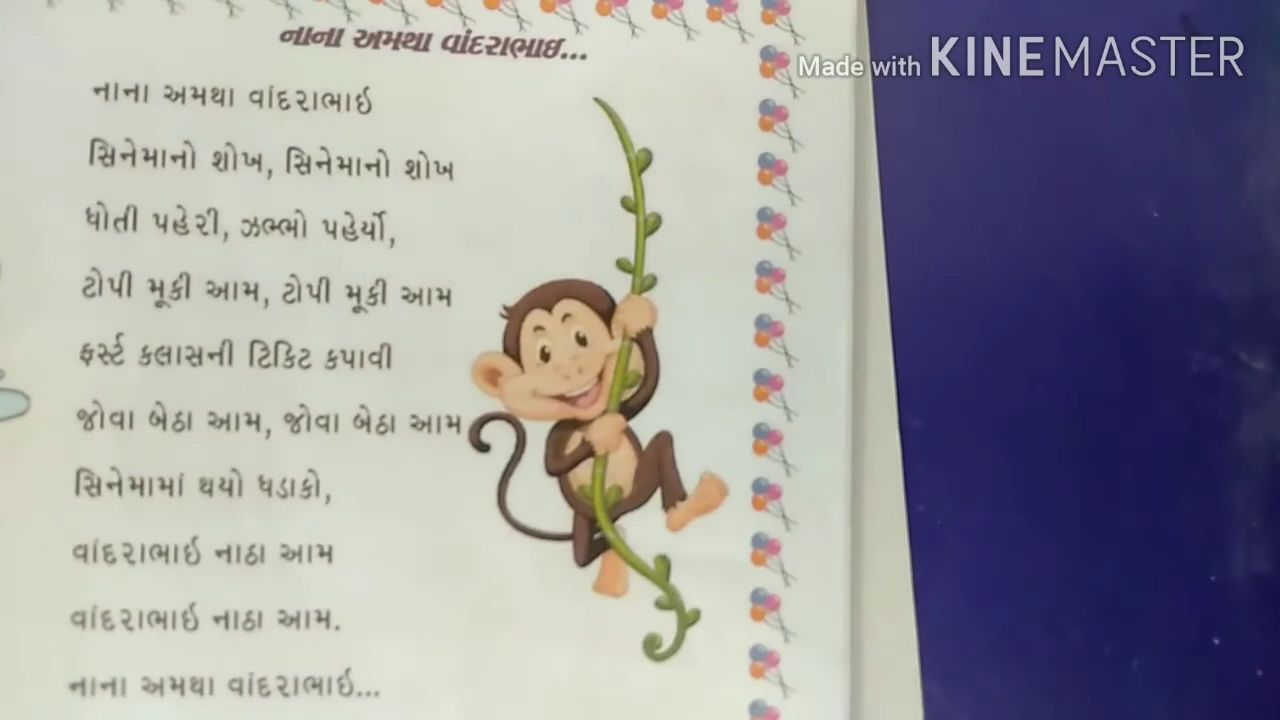 નાના અમથા વાંદરાભાઇ...
Made with KINEMASTER
નાના અમથા વાંદરાભાઇ
સિનેમાનો શોખ, સિનેમાનો શોખ
ધોતી પહેરી, ઝભ્ભો પહેર્યો,
ટોપી મૂકી આમ, ટોપી મૂકી આમ
ફર્સ્ટ કલાસની ટિકિટ કપાવી
જોવા બેઠા આમ, જોવા બેઠા આમ
સિનેમામાં થયો ધડાકો,
વાંદરાભાઇ નાઠા આમ
વાંદરાભાઇ નાઠા આમ.
નાના અમથા વાંદરાભાઇ...